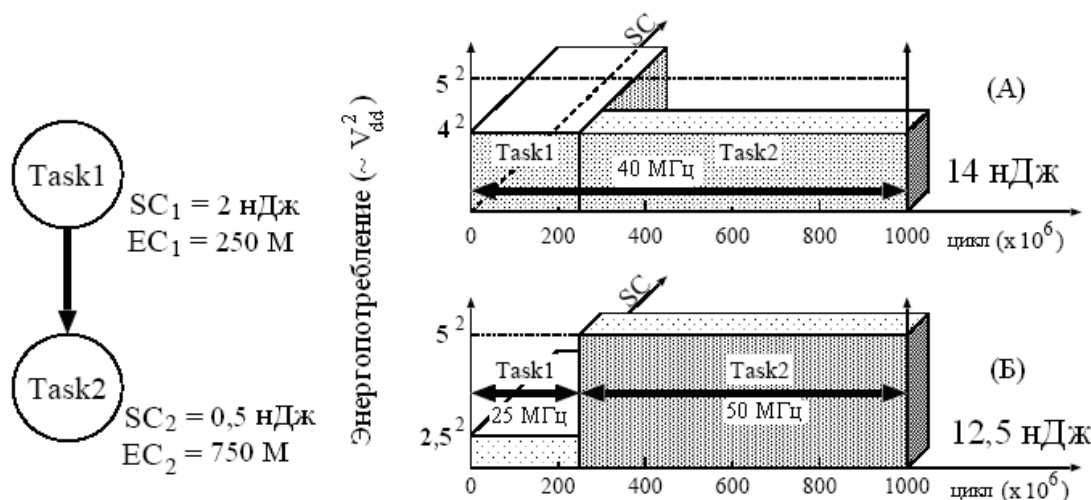 Task1
SC1 = 2 нДж
EC1 = 250 М
Task2
SC2 = 0,5 нДж
EC2 = 750 М
Энергопотребление (~ V²dd)
SC
5²
4²
Task1
Task2
40 МГц
(А)
14 нДж
0
200
400
600
800
1000
цикл (x 10⁶)
SC
5²
2,5²
Task1
Task2
25 МГц
50 МГц
(Б)
12,5 нДж
0
200
400
600
800
1000
цикл (x 10⁶)